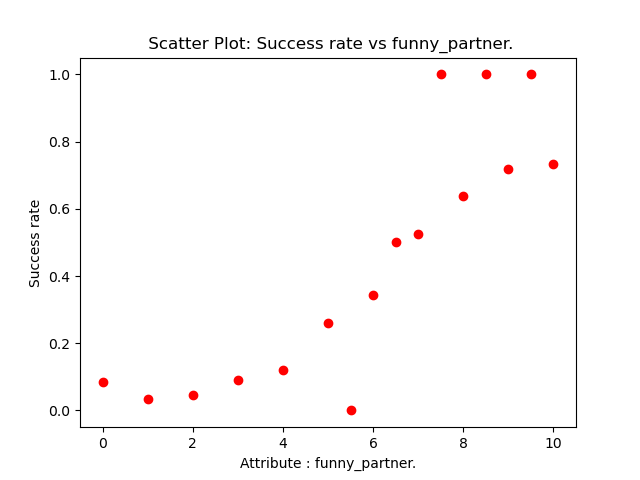 Scatter Plot: Success rate vs funny_partner.
1.0
0.8
0.6
0.4
0.2
0.0
Success rate
0 2 4 6 8 10
Attribute : funny_partner.